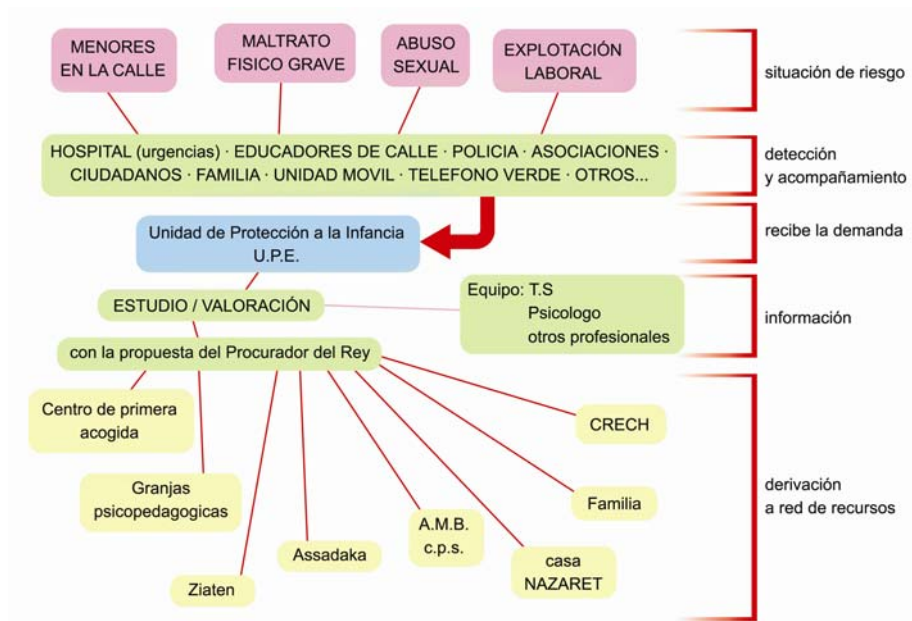 MENORES
EN LA CALLE
MALTRATO
FISICO GRAVE
ABUSO
SEXUAL
EXPLOTACIÓN
LABORAL
situación de riesgo
HOSPITAL (urgencias) · EDUCADORES DE CALLE · POLICIA · ASOCIACIONES ·
CIUDADANOS · FAMILIA · UNIDAD MOVIL · TELEFONO VERDE · OTROS...
detección
y acompañamiento
Unidad de Protección a la Infancia
U.P.E.
recibe la demanda
ESTUDIO / VALORACIÓN
Equipo: T.S
Psicologo
otros profesionales
información
con la propuesta del Procurador del Rey
Centro de primera
acogida
Granjas
psicopedagogicas
Ziaten
Assadaka
A.M.B.
c.p.s.
casa
NAZARET
Familia
CRECH
derivación
a red de recursos